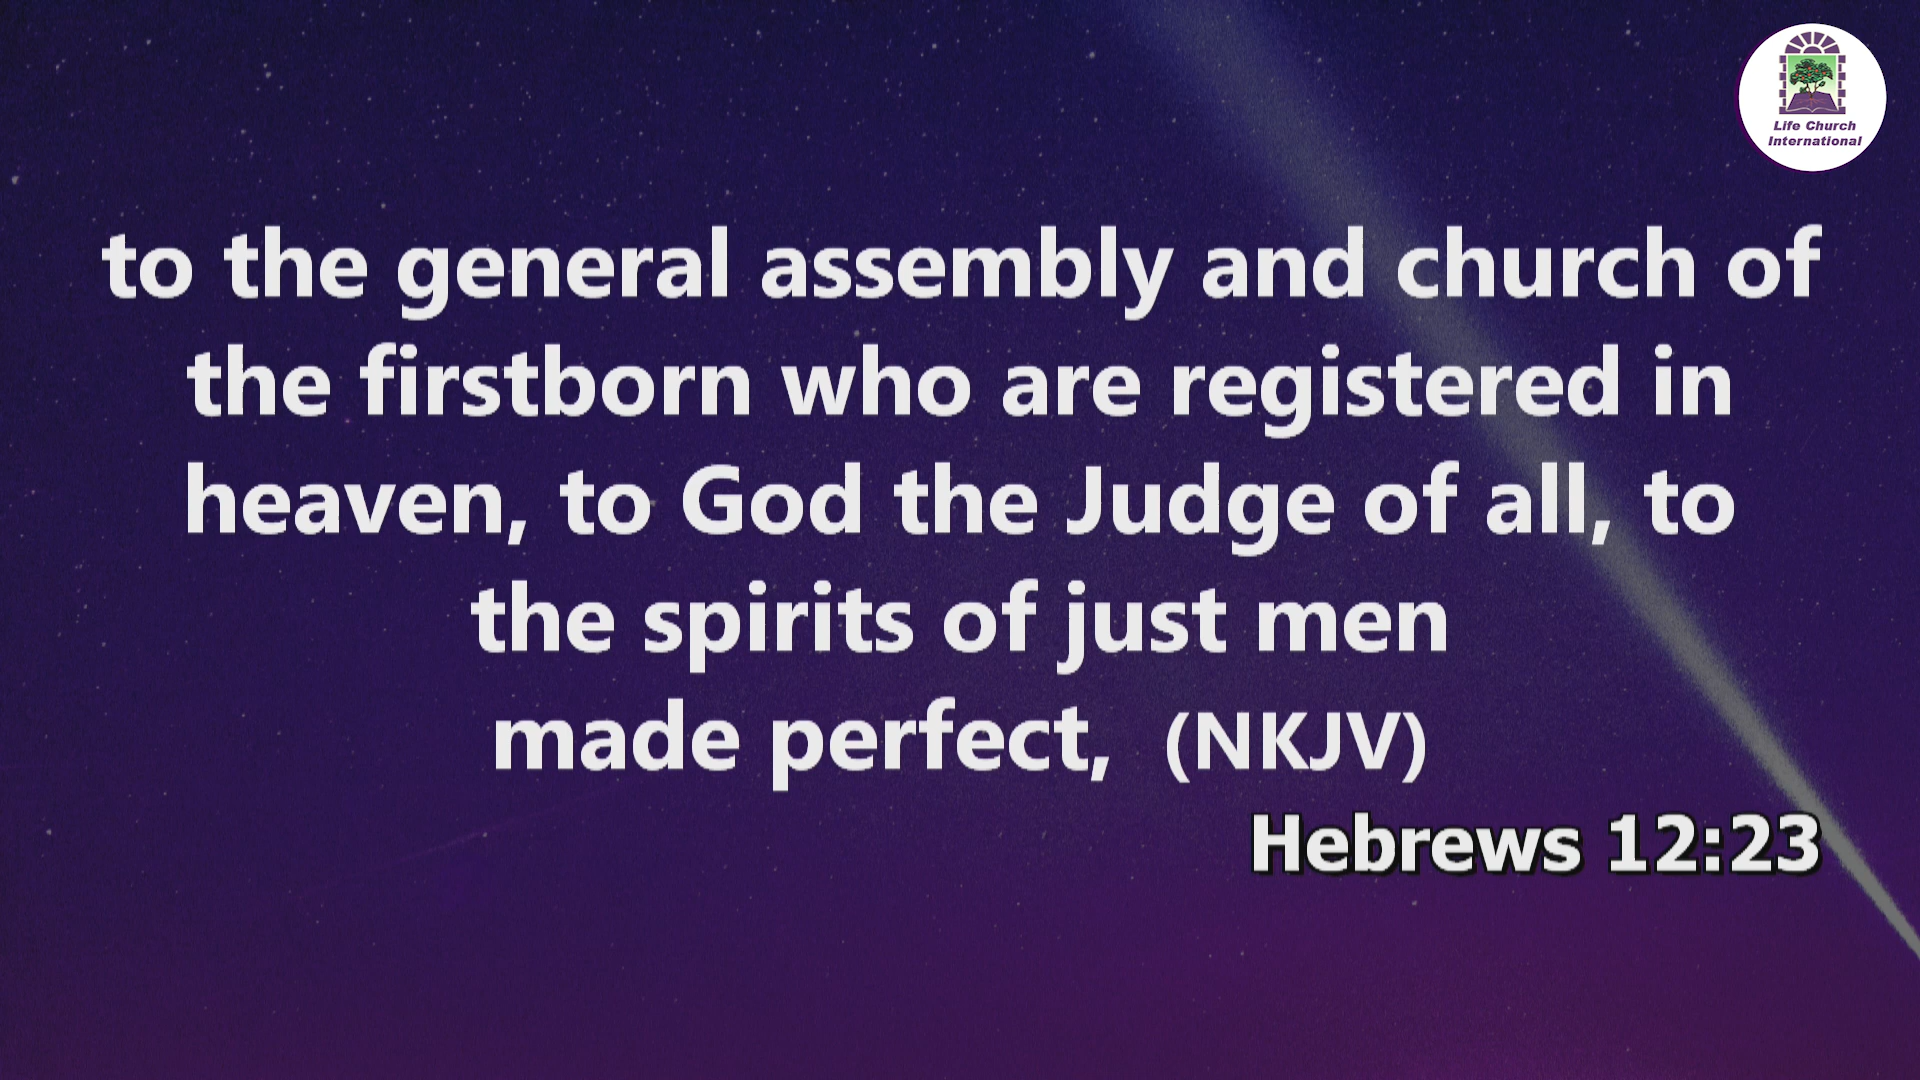 Life Church
International
to the general assembly and church of
the firstborn who are registered in
heaven, to God the Judge of all, to
the spirits of just men
made perfect, (NKJV)
Hebrews 12:23